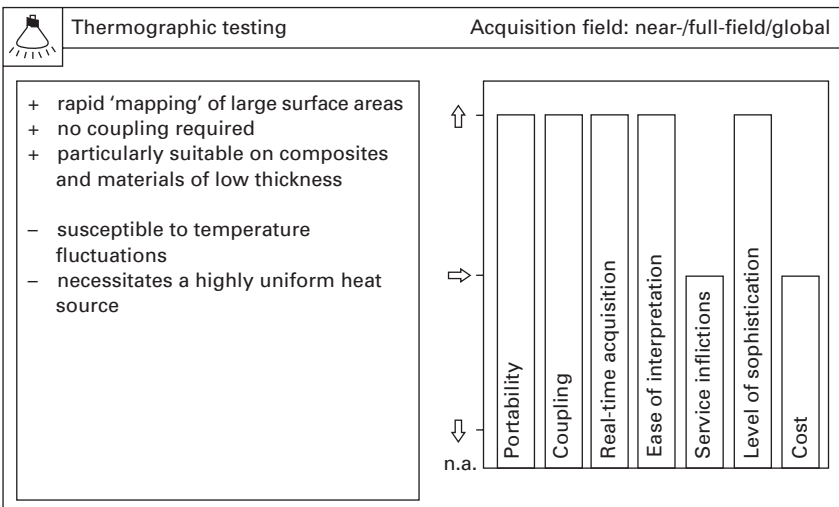 Thermographic testing
Acquisition field: near-/full-field/global
+ rapid ‘mapping’ of large surface areas
+ no coupling required
+ particularly suitable on composites
and materials of low thickness
– susceptible to temperature
fluctuations
– necessitates a highly uniform heat
source
n.a.
Portability
Coupling
Real-time acquisition
Ease of interpretation
Service inflictions
Level of sophistication
Cost